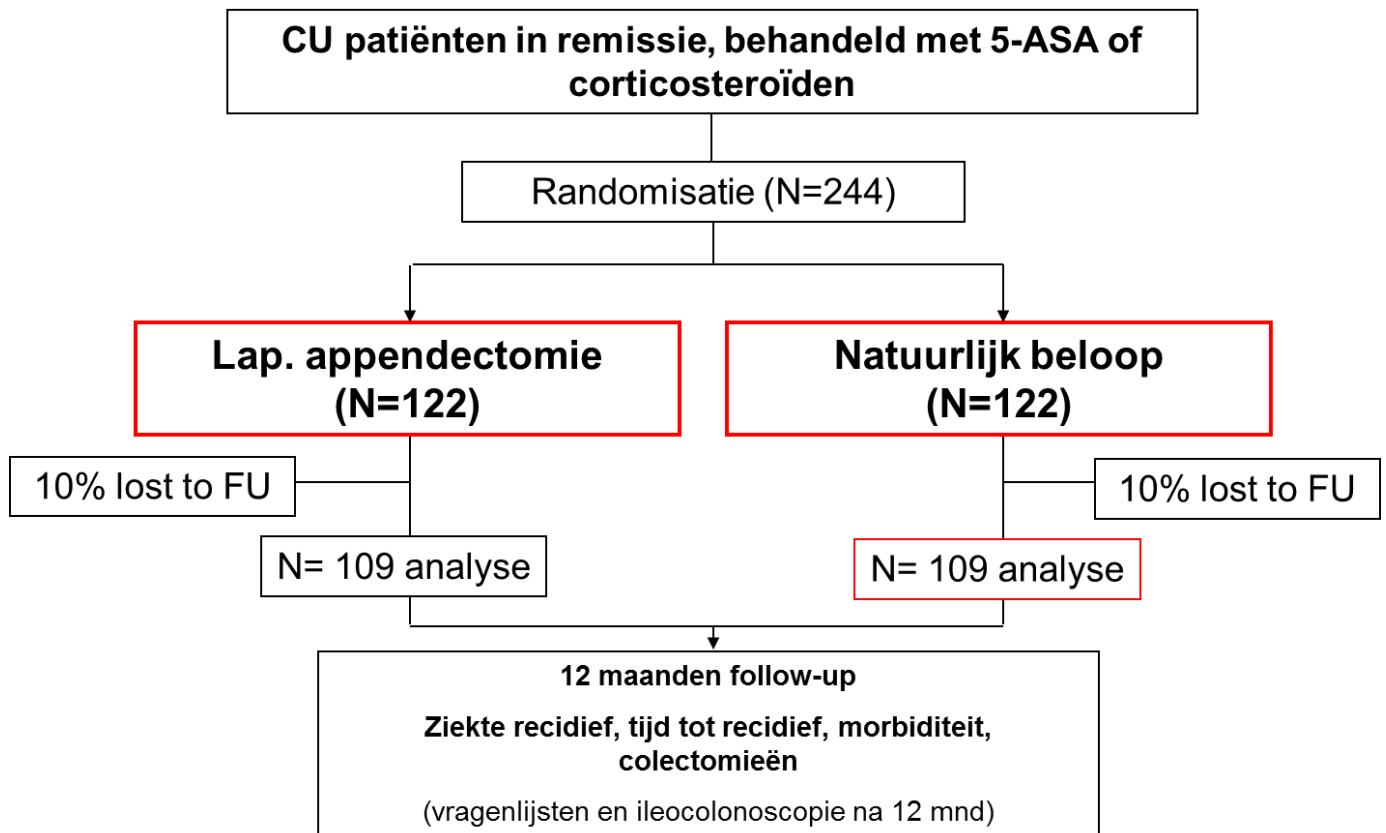 CU patiënten in remissie, behandeld met 5-ASA of
corticosteroïden
Randomisatie (N=244)
Lap. appendectomie
(N=122)
Natuurlijk beloop
(N=122)
10% lost to FU
10% lost to FU
N= 109 analyse
N= 109 analyse
12 maanden follow-up
Ziekte recidief, tijd tot recidief, morbiditeit,
colectomieën
(vragenlijsten en ileocolonoscopie na 12 mnd)